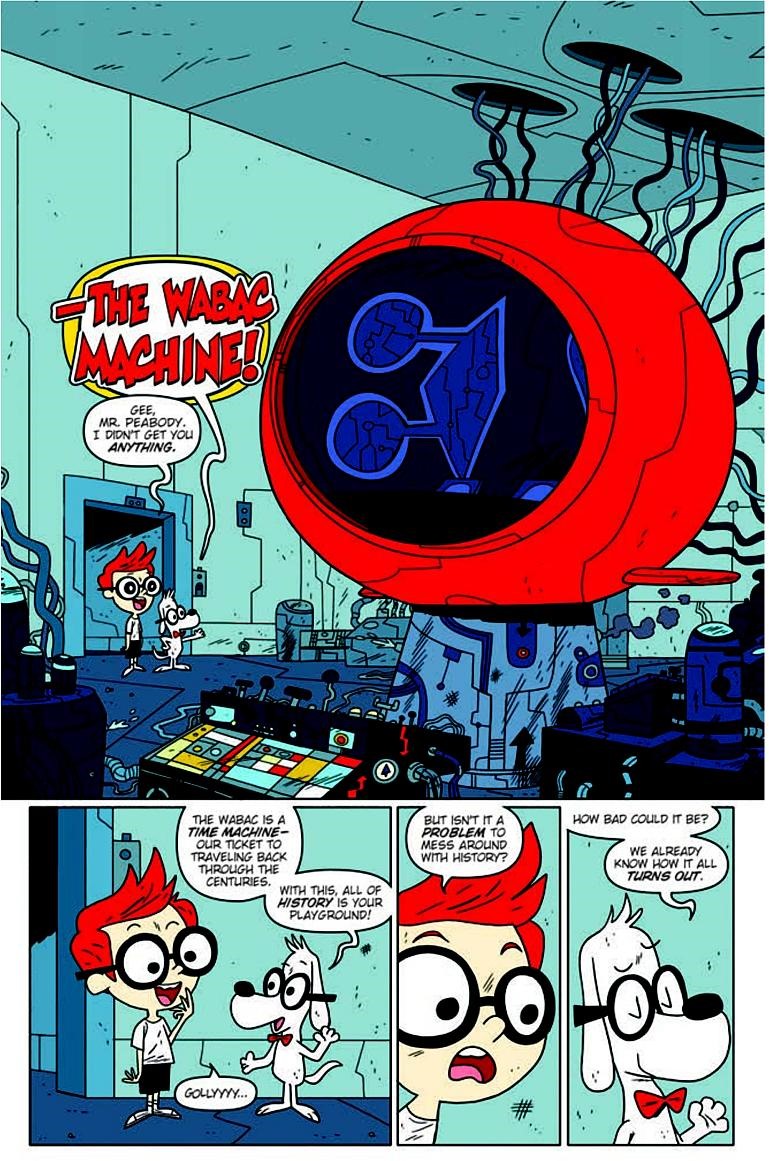 —THE WABAC
MACHINE!
GEE,
MR. PEABODY.
I DIDN'T GET YOU
ANYTHING.
THE WABAC IS A
TIME MACHINE—
OUR TICKET TO
TRAVELING BACK
THROUGH THE
CENTURIES.
WITH THIS, ALL OF
HISTORY IS YOUR
PLAYGROUND!
GOLLYYYY...
BUT ISN'T IT A
PROBLEM TO
MESS AROUND
WITH HISTORY?
HOW BAD COULD IT BE?
WE ALREADY
KNOW HOW IT ALL
TURNS OUT.